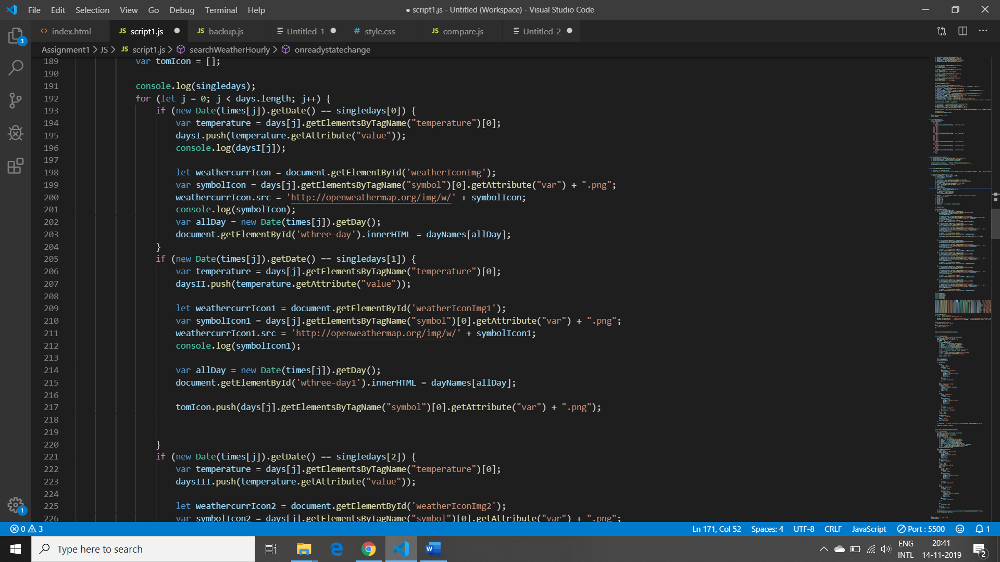 File Edit Selection View Go Debug Terminal Help ● script1.js - Untitled (Workspace) - Visual Studio Code
<> index.html JS script1.js ● JS backup.js Untitled-1 ● # style.css JS compare.js Untitled-2 ● ...
3
Assignment1 > JS > JS script1.js > searchWeatherHourly > onreadystatechange
189 var tomIcon = [];
190
191 console.log(singledays);
192 for (let j = 0; j < days.length; j++) {
193 if (new Date(times[j]).getDate() == singledays[0]) {
194 var temperature = days[j].getElementsByTagName("temperature")[0];
195 daysI.push(temperature.getAttribute("value"));
196 console.log(daysI[j]);
197
198 let weathercurrIcon = document.getElementById('weatherIconImg');
199 var symbolIcon = days[j].getElementsByTagName("symbol")[0].getAttribute("var") + ".png";
200 weathercurrIcon.src = 'http://openweathermap.org/img/w/' + symbolIcon;
201 console.log(symbolIcon);
202 var allDay = new Date(times[j]).getDay();
203 document.getElementById('wthree-day').innerHTML = dayNames[allDay];
204 }
205 if (new Date(times[j]).getDate() == singledays[1]) {
206 var temperature = days[j].getElementsByTagName("temperature")[0];
207 daysII.push(temperature.getAttribute("value"));
208
209 let weathercurrIcon1 = document.getElementById('weatherIconImg1');
210 var symbolIcon1 = days[j].getElementsByTagName("symbol")[0].getAttribute("var") + ".png";
211 weathercurrIcon1.src = 'http://openweathermap.org/img/w/' + symbolIcon1;
212 console.log(symbolIcon1);
213
214 var allDay = new Date(times[j]).getDay();
215 document.getElementById('wthree-day1').innerHTML = dayNames[allDay];
216
217 tomIcon.push(days[j].getElementsByTagName("symbol")[0].getAttribute("var") + ".png");
218
219
220 }
221 if (new Date(times[j]).getDate() == singledays[2]) {
222 var temperature = days[j].getElementsByTagName("temperature")[0];
223 daysIII.push(temperature.getAttribute("value"));
224
225 let weathercurrIcon2 = document.getElementById('weatherIconImg2');
226 var symbolIcon2 = days[j].getElementsByTagName("symbol")[0].getAttribute("var") + ".png";
1
0 3 Ln 171, Col 52 Spaces: 4 UTF-8 CRLF JavaScript Port : 5500 1
Type here to search W ENG 20:41
INTL 14-11-2019 2